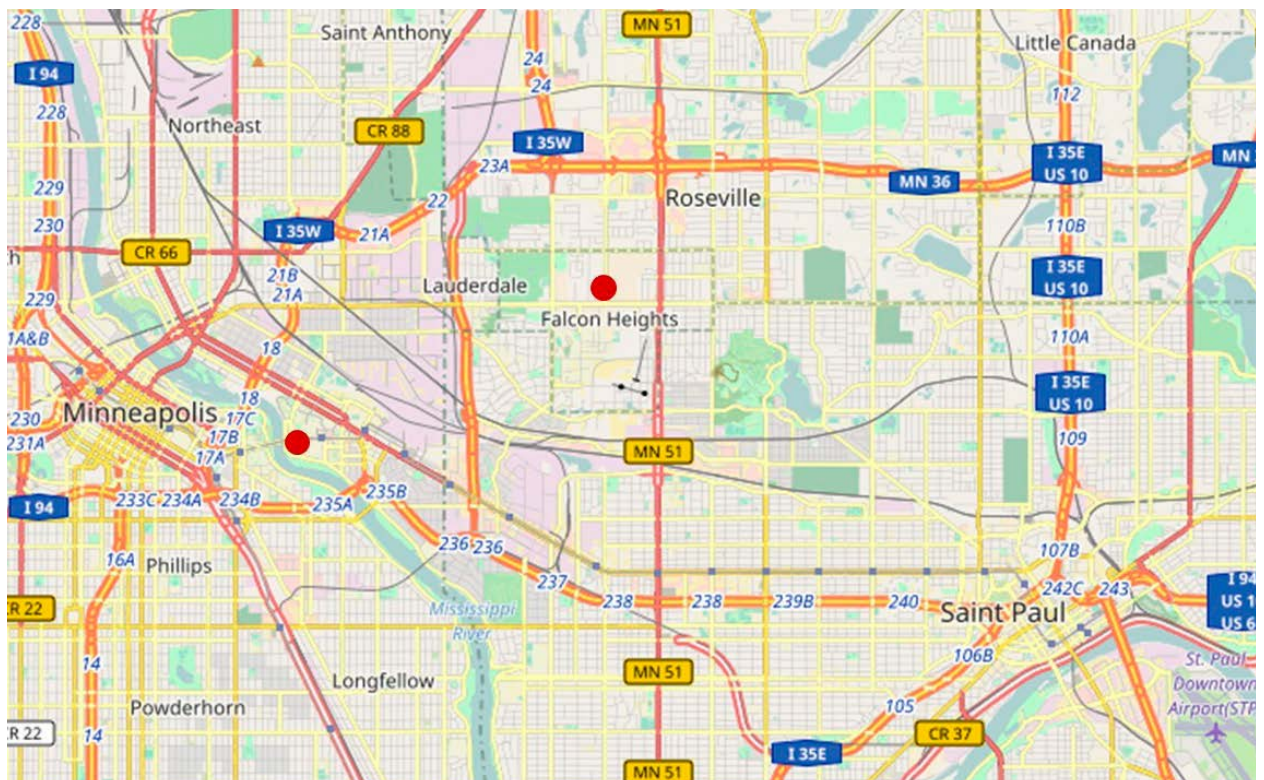 228
Saint Anthony
MN 51
24
Little Canada
I 94
24
112
228
Northeast
CR 88
I 35W
I 35E
US 10
MN
23A
229
MN 36
22
Roseville
230
I 35W
21A
110B
CR 66
21B
21A
Lauderdale
I 35E
US 10
229
Falcon Heights
1A&B
18
110A
18
I 35E
US 10
Minneapolis
17C
230
17B
231A
17A
109
MN 51
I 94
233C
234A
234B
235A
235B
16A
Phillips
236
236
107B
237
242C
243
I 94
US 1
US 6
CR 22
238
238
239B
240
Saint Paul
Mississippi
River
106B
14
MN 51
St. Paul
Downtown
Airport(STP
Longfellow
Powderhorn
105
CR 22
14
I 35E
CR 37
MN 51